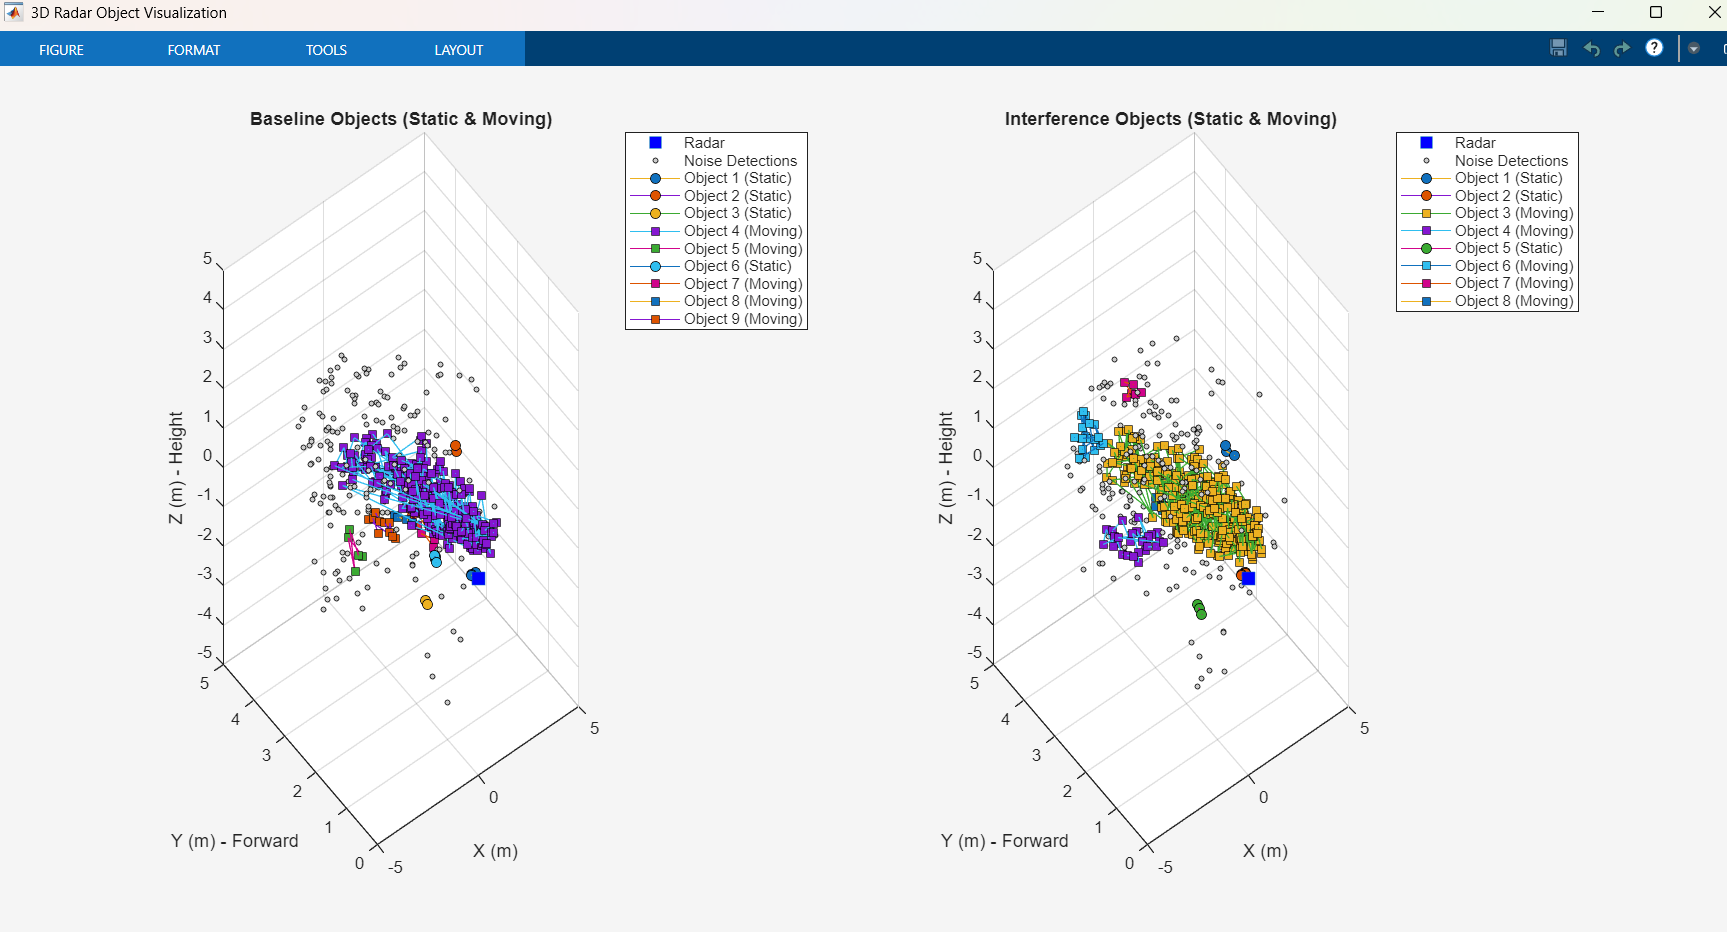 3D Radar Object Visualization
FIGURE FORMAT TOOLS LAYOUT
?
Baseline Objects (Static & Moving)
Radar
Noise Detections
Object 1 (Static)
Object 2 (Static)
Object 3 (Static)
Object 4 (Moving)
Object 5 (Moving)
Object 6 (Static)
Object 7 (Moving)
Object 8 (Moving)
Object 9 (Moving)
5
4
3
2
1
0
-1
-2
-3
-4
-5
Z (m) - Height
5
4
3
2
1
0
Y (m) - Forward
-5
0
5
X (m)
Interference Objects (Static & Moving)
Radar
Noise Detections
Object 1 (Static)
Object 2 (Static)
Object 3 (Moving)
Object 4 (Moving)
Object 5 (Static)
Object 6 (Moving)
Object 7 (Moving)
Object 8 (Moving)
5
4
3
2
1
0
-1
-2
-3
-4
-5
Z (m) - Height
5
4
3
2
1
0
Y (m) - Forward
-5
0
5
X (m)